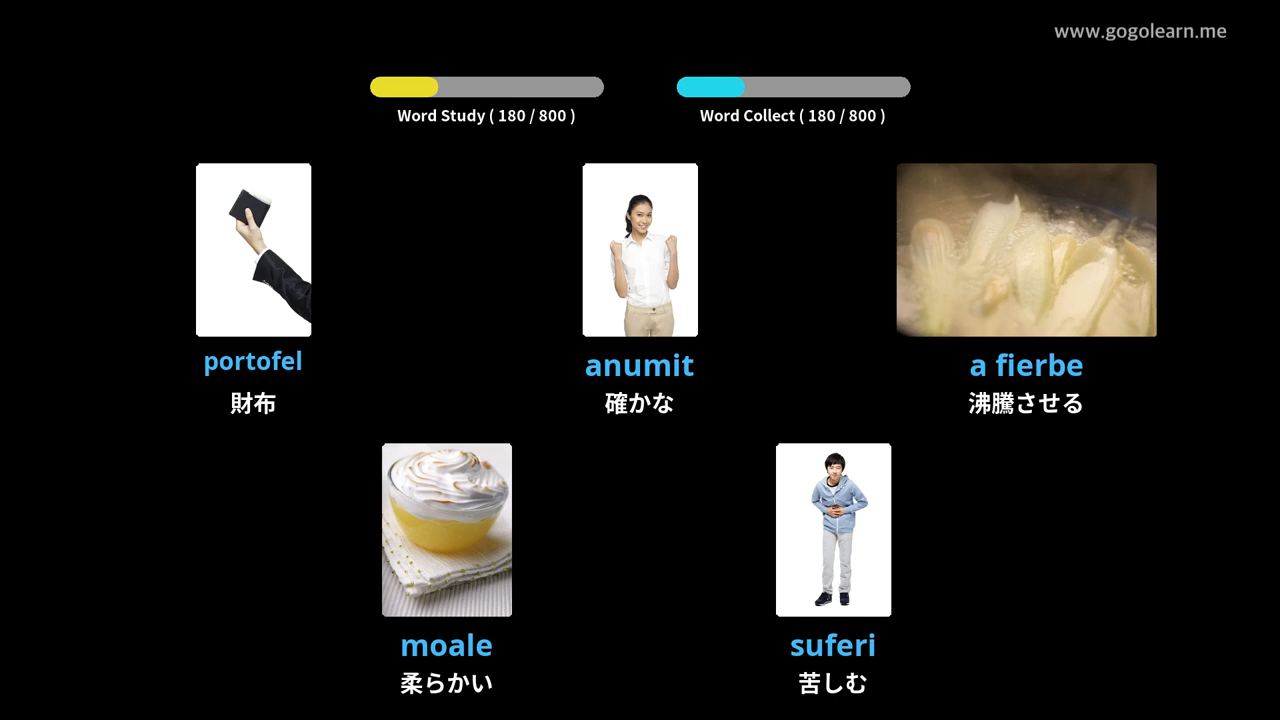 www.gogolearn.me
Word Study ( 180 / 800 )
Word Collect ( 180 / 800 )
portofel
財布
anumit
確かな
a fierbe
沸騰させる
moale
柔らかい
suferi
苦しむ